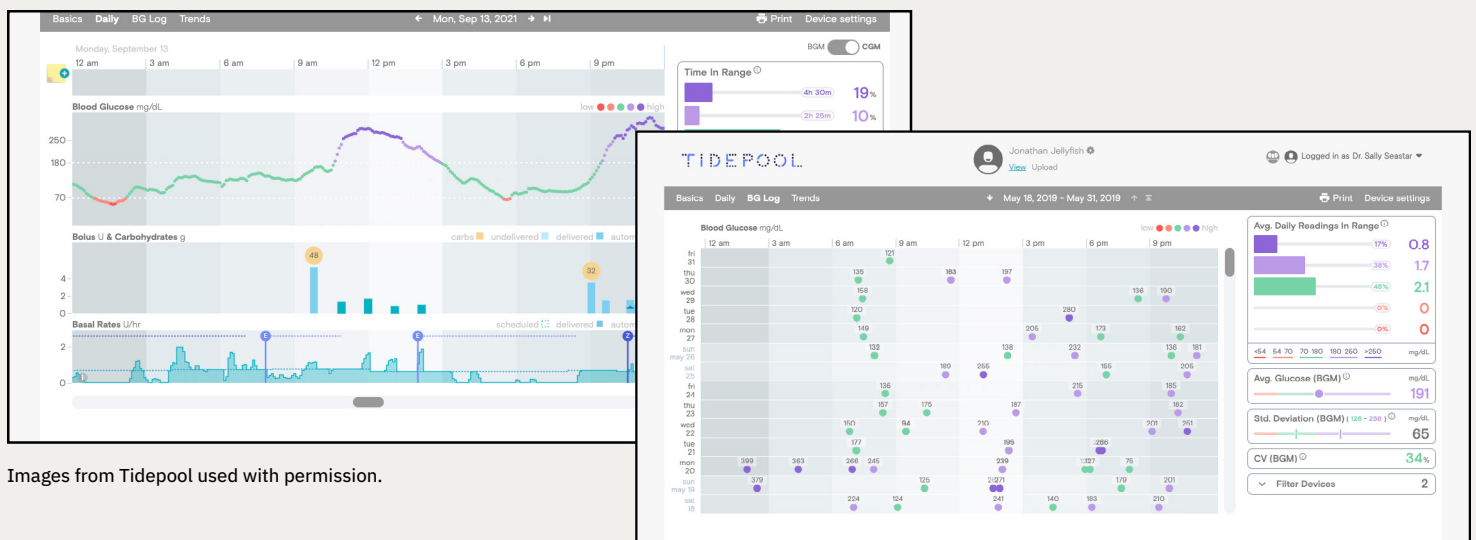 Basics Daily BG Log Trends
Mon, Sep 13, 2021
Print Device settings
Monday, September 13
BGM CGM
12 am 3 am 6 am 9 am 12 pm 3 pm 6 pm 9 pm
Blood Glucose mg/dL
low high
250
180
70
Bolus U & Carbohydrates g
carbs undelivered delivered autom
48
32
4
2
0
Basal Rates U/hr
scheduled delivered autom
E E Z
2
0
Time In Range
4h 30m 19%
2h 25m 10%
Images from Tidepool used with permission.
TIDEPOOL
Jonathan Jellyfish
View Upload
Logged in as Dr. Sally Seastar
Basics Daily BG Log Trends
May 18, 2019 - May 31, 2019
Print Device settings
Blood Glucose mg/dL
low high
12 am 3 am 6 am 9 am 12 pm 3 pm 6 pm 9 pm
fri 31
121
thu 30
135 183 197
wed 29
158 136 190
tue 28
120 280
mon 27
149 205 173 162
sun may 26
132 138 232 136 181
sat 25
180 256 155 206
fri 24
136 215 185
thu 23
157 175 187 182
wed 22
150 84 210 201 251
tue 21
177 196 286
mon 20
399 363 266 245 239 127 75
sun may 19
379 125 271 179 201
sat 18
224 124 241 140 183 210
Avg. Daily Readings In Range
17% 0.8
38% 1.7
45% 2.1
0% 0
0% 0
<54 54 70 70 180 180 250 >250 mg/dL
Avg. Glucose (BGM) mg/dL
191
Std. Deviation (BGM) ( 126 - 256 ) mg/dL
65
CV (BGM) 34%
Filter Devices 2